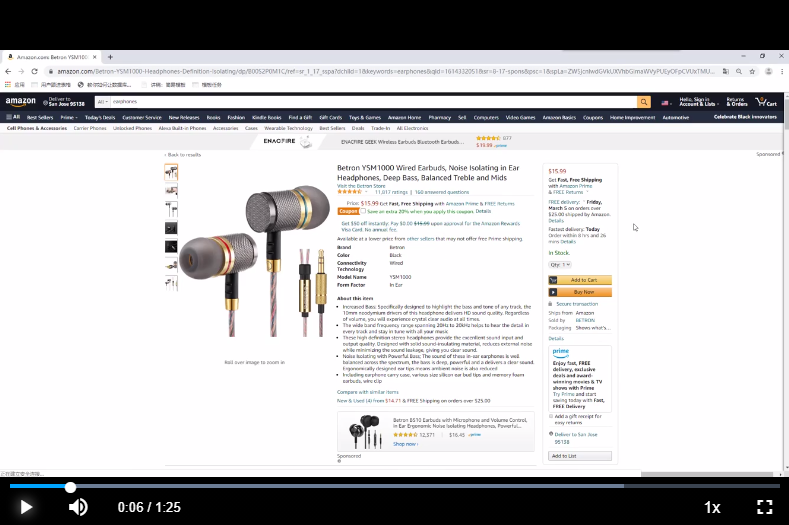 Amazon.com: Betron YSM1000
amazon.com/Betron-YSM1000-Headphones-Definition-Isolating/dp/B0052P0M1C/ref=sr_1_17_sspa?dchild=1&keywords=earphones&qid=1614332051&sr=8-17-spons&psc=1
应用
amazon
Deliver to
San Jose 95138
All
earphones
Hello, Sign in
Account & Lists
Returns
& Orders
Cart
All
Best Sellers
Prime
Today's Deals
Customer Service
New Releases
Books
Fashion
Kindle Books
Find a Gift
Gift Cards
Toys & Games
Amazon Home
Pharmacy
Sell
Computers
Video Games
Amazon Basics
Coupons
Home Improvement
Automotive
Celebrate Black Innovators
Cell Phones & Accessories
Carrier Phones
Unlocked Phones
Alexa Built-in Phones
Accessories
Cases
Wearable Technology
Best Sellers
Deals
Trade-In
All Electronics
ENACFIRE
ENACFIRE GEEK Wireless Earbuds Bluetooth Earbuds...
677
prime
Sponsored
‹ Back to results
Betron YSM1000 Wired Earbuds, Noise Isolating in Ear
Headphones, Deep Bass, Balanced Treble and Mids
Visit the Betron Store
11,017 ratings | 160 answered questions
Price: $15.99 Get Fast, Free Shipping with Amazon Prime & FREE Returns
Coupon Save an extra 20% when you apply this coupon. Details
Get $50 off instantly: Pay $0.00 $15.99 upon approval for the Amazon Rewards
Visa Card. No annual fee.
Available at a lower price from other sellers that may not offer free Prime shipping.
Brand Betron
Color Black
Connectivity Wired
Technology
Model Name YSM1000
Form Factor In Ear
About this item
Increased Bass: Specifically designed to highlight the bass and tone of any track, the
10mm neodymium drivers of this headphone delivers HD sound quality. Regardless
of volume, you will experience crystal clear audio at all times.
The wide band frequency range spanning 20Hz to 20kHz helps to hear the detail in
every track and stay in tune with all your music
These high definition stereo headphones provide the excellent sound input and
output quality. Designed with solid sound-insulating material, reduces external noise
while minimizing the sound leakage, giving you clear sound.
Noise Isolating with Powerful Bass; The sound of these in-ear earphones is well
balanced across the spectrum, the bass is deep, powerful and delivers a clear sound.
Ergonomically designed ear tips means ambient noise is also reduced
Including earphone carry case, various size silicon ear bud tips and memory foam
earbuds, wire clip
Compare with similar items
New & Used (4) from $14.71 & FREE Shipping on orders over $25.00
Roll over image to zoom in
Betron BS10 Earbuds with Microphone and Volume Control,
in Ear Ergonomic Noise Isolating Headphones, Powerful...
12,371 | $16.45 prime
Shop now ›
Sponsored
$15.99
Get Fast, Free Shipping
with Amazon Prime
& FREE Returns
FREE delivery: Friday,
March 5 on orders over
$25.00 shipped by Amazon.
Details
Fastest delivery: Today
Order within 8 hrs and 26
mins Details
In Stock.
Qty: 1
Add to Cart
Buy Now
Secure transaction
Ships from Amazon
Sold by BETRON
Packaging Shows what's...
Details
prime
Enjoy fast, FREE
delivery, exclusive
deals and award-
winning movies & TV
shows with Prime
Try Prime and start
saving today with Fast,
FREE Delivery
Add a gift receipt for
easy returns
Deliver to San Jose
95138
Add to List
0:06 / 1:25
1x